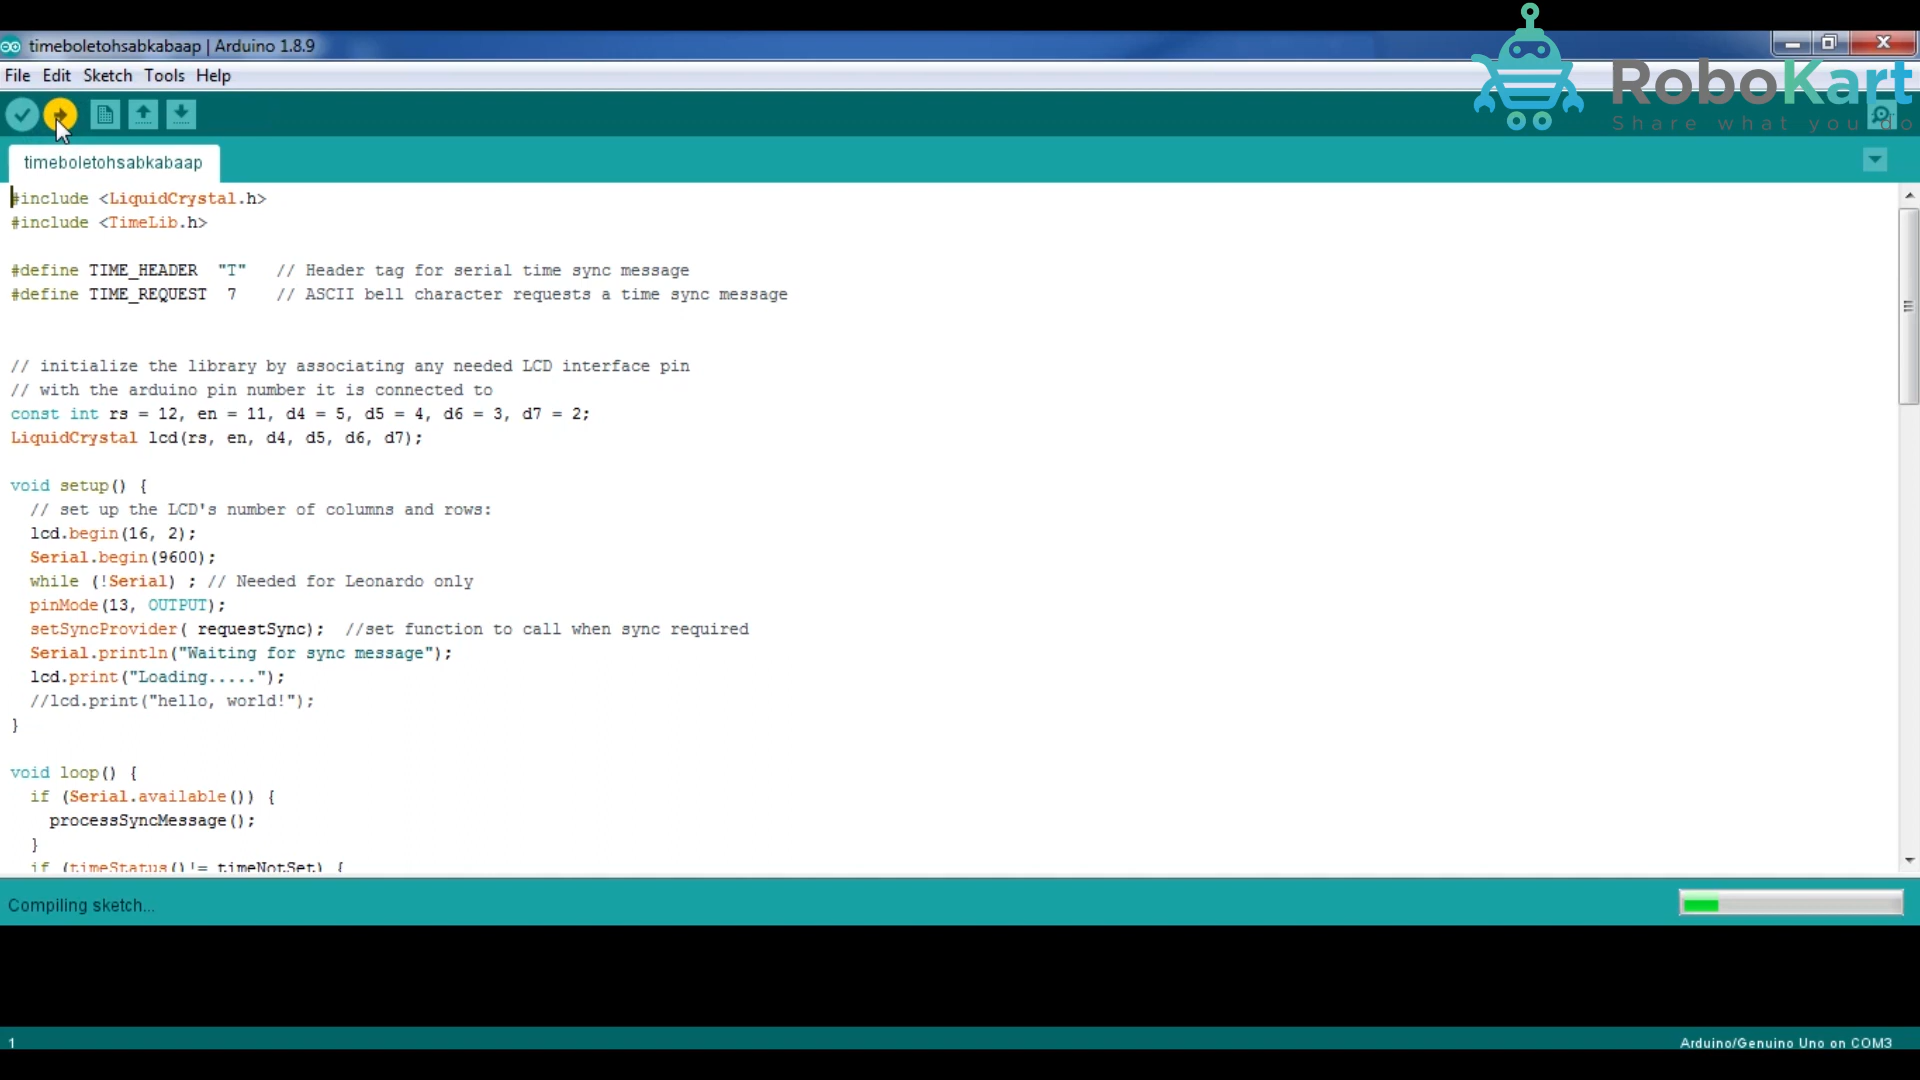 timeboletohsabkabaap | Arduino 1.8.9
File Edit Sketch Tools Help
RoboKart
Share what you do
timeboletohsabkabaap
#include <LiquidCrystal.h>
#include <TimeLib.h>
#define TIME_HEADER  "T"   // Header tag for serial time sync message
#define TIME_REQUEST  7    // ASCII bell character requests a time sync message
// initialize the library by associating any needed LCD interface pin
// with the arduino pin number it is connected to
const int rs = 12, en = 11, d4 = 5, d5 = 4, d6 = 3, d7 = 2;
LiquidCrystal lcd(rs, en, d4, d5, d6, d7);
void setup() {
  // set up the LCD's number of columns and rows:
  lcd.begin(16, 2);
  Serial.begin(9600);
  while (!Serial) ; // Needed for Leonardo only
  pinMode(13, OUTPUT);
  setSyncProvider( requestSync);  //set function to call when sync required
  Serial.println("Waiting for sync message");
  lcd.print("Loading.....");
  //lcd.print("hello, world!");
}
void loop() {
  if (Serial.available()) {
    processSyncMessage();
  }
  if (timeStatus()!= timeNotSet) {
Compiling sketch...
1
Arduino/Genuino Uno on COM3